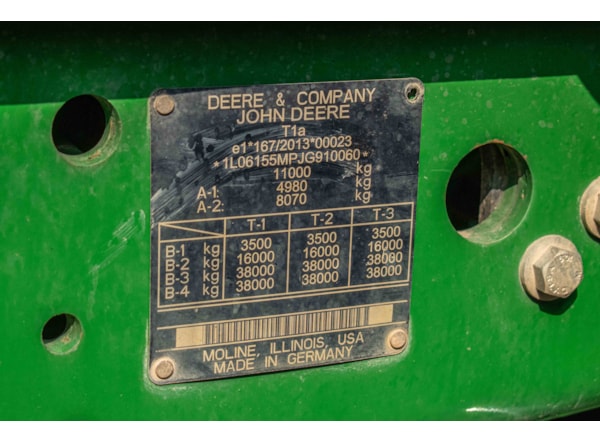 DEERE & COMPANY
JOHN DEERE
T1a
e1*167/2013*00023
*1L06155MPJG910060*
11000 kg
A-1: 4980 kg
A-2: 8070 kg
T-1 T-2 T-3
B-1 kg 3500 3500 3500
B-2 kg 16000 16000 16000
B-3 kg 38000 38000 38000
B-4 kg 38000 38000 38000
MOLINE, ILLINOIS, USA
MADE IN GERMANY